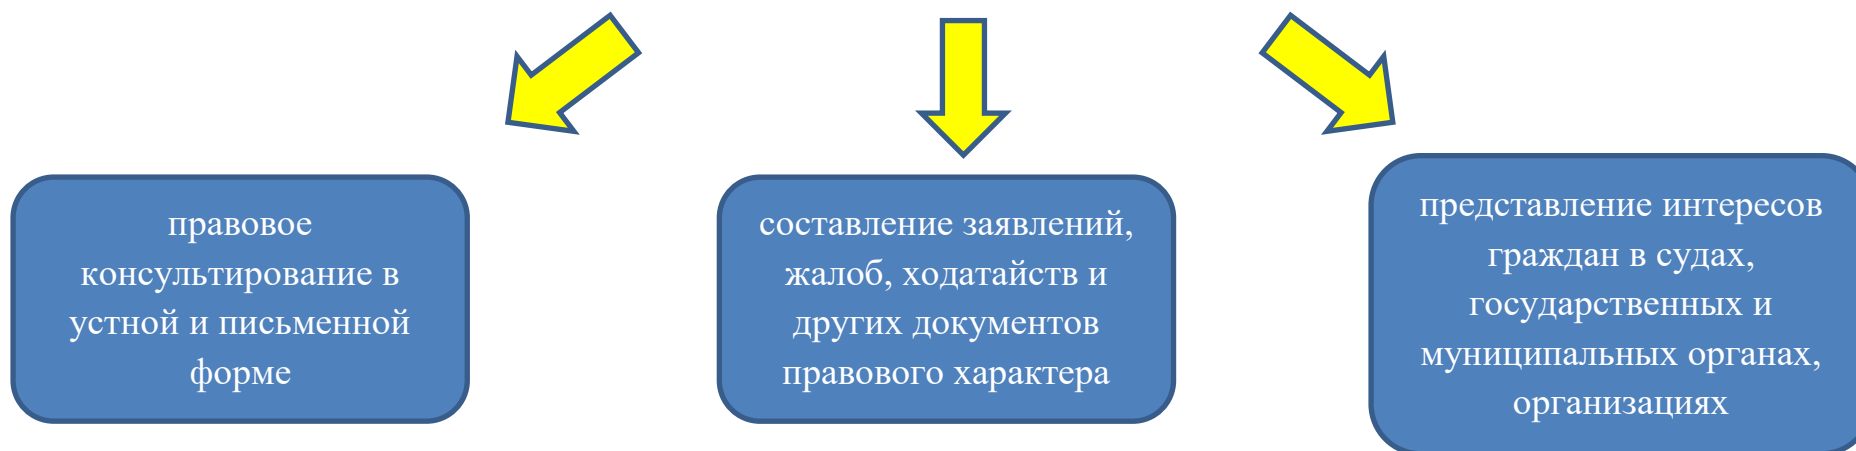 правовое
консультирование в
устной и письменной
форме
составление заявлений,
жалоб, ходатайств и
других документов
правового характера
представление интересов
граждан в судах,
государственных и
муниципальных органах,
организациях